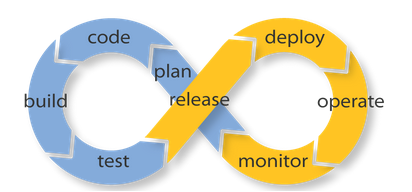 code
deploy
plan
build
release
operate
test
monitor